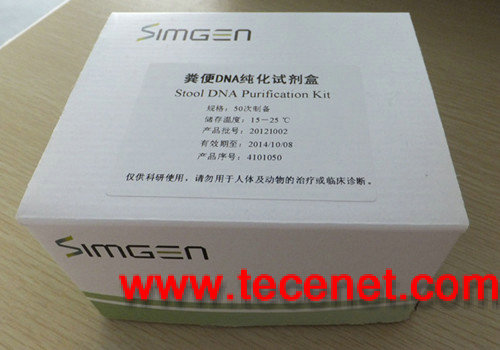 SIMGEN
粪便DNA纯化试剂盒
Stool DNA Purification Kit
规格：50次制备
储存温度：15－25 ℃
产品批号：20121002
有效期至：2014/10/08
产品序号：4101050
仅供科研使用，请勿用于人体及动物的治疗或临床诊断。
SIMGEN
www.tecenet.com